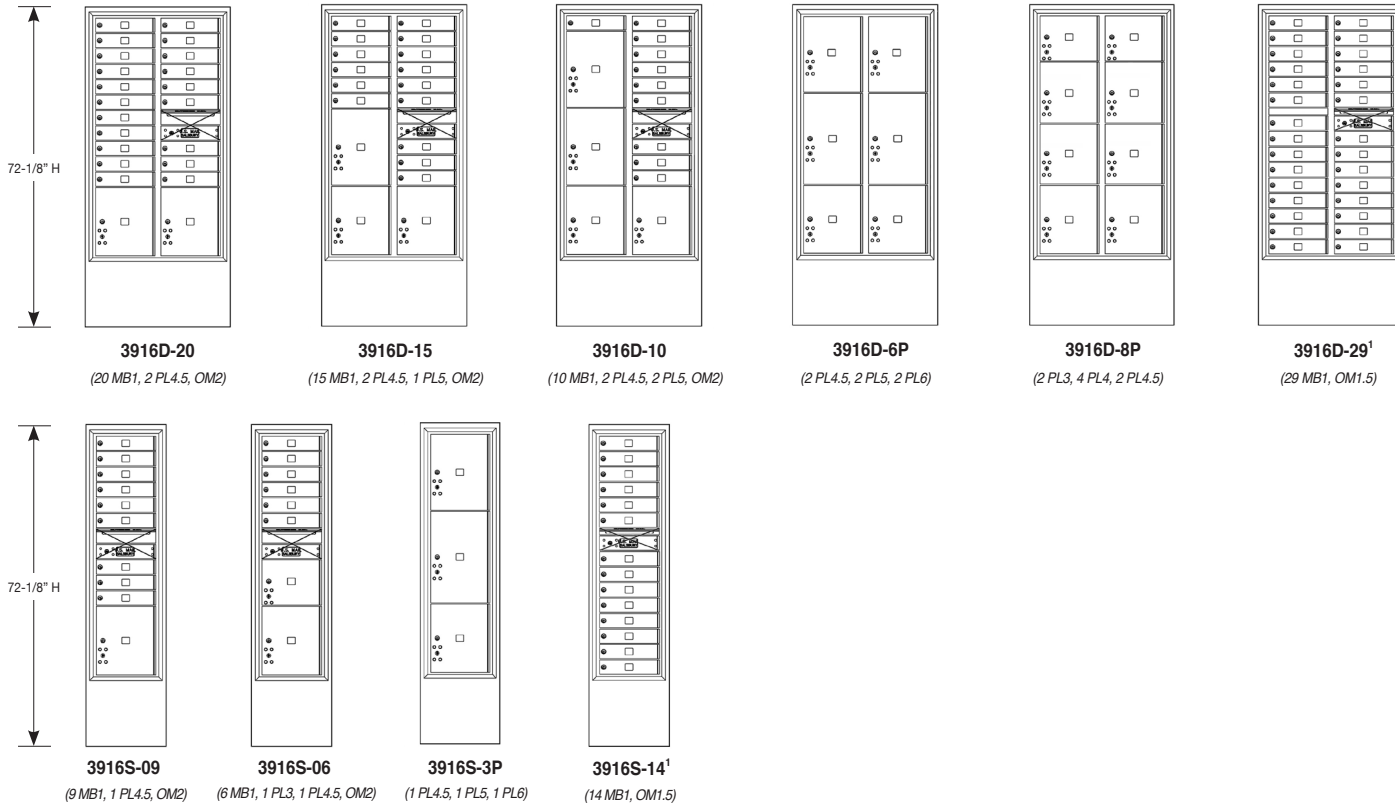 72-1/8" H
3916D-20
(20 MB1, 2 PL4.5, OM2)
3916D-15
(15 MB1, 2 PL4.5, 1 PL5, OM2)
3916D-10
(10 MB1, 2 PL4.5, 2 PL5, OM2)
3916D-6P
(2 PL4.5, 2 PL5, 2 PL6)
3916D-8P
(2 PL3, 4 PL4, 2 PL4.5)
3916D-29¹
(29 MB1, OM1.5)
72-1/8" H
3916S-09
(9 MB1, 1 PL4.5, OM2)
3916S-06
(6 MB1, 1 PL3, 1 PL4.5, OM2)
3916S-3P
(1 PL4.5, 1 PL5, 1 PL6)
3916S-14¹
(14 MB1, OM1.5)